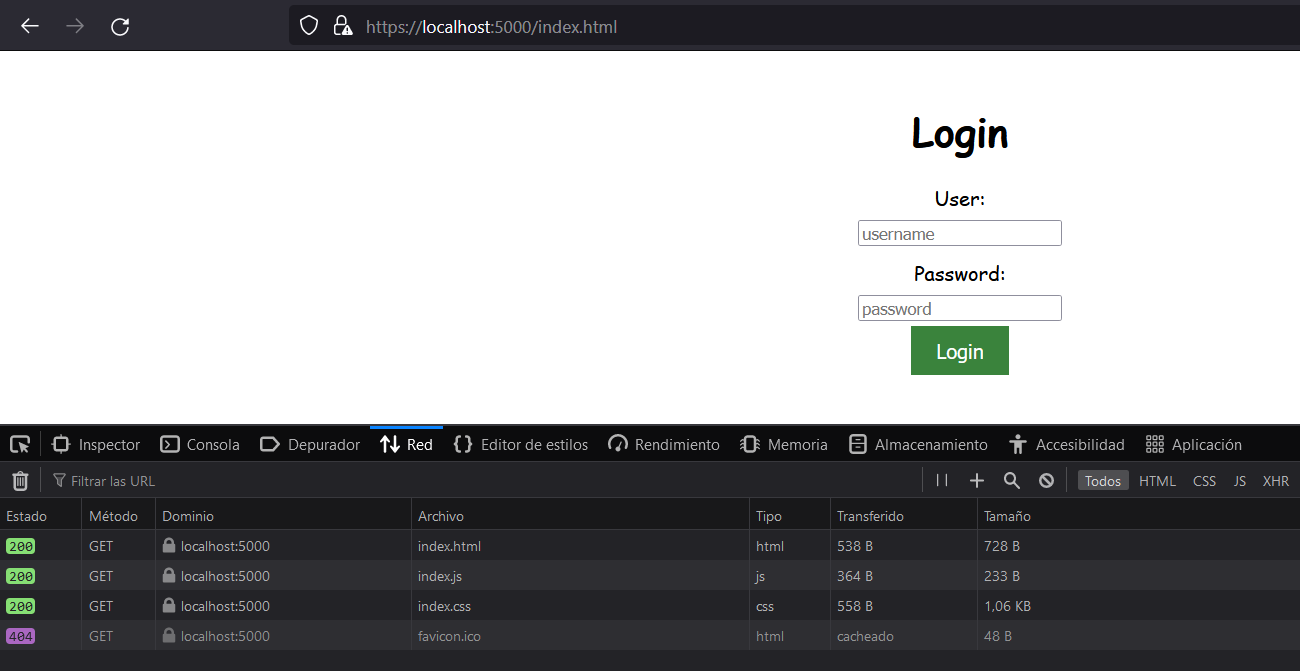 https://localhost:5000/index.html
Login
User:
username
Password:
password
Login
Inspector Consola Depurador Red Editor de estilos Rendimiento Memoria Almacenamiento Accesibilidad Aplicación
Filtrar las URL Todos HTML CSS JS XHR
Estado Método Dominio Archivo Tipo Transferido Tamaño
200 GET localhost:5000 index.html html 538 B 728 B
200 GET localhost:5000 index.js js 364 B 233 B
200 GET localhost:5000 index.css css 558 B 1,06 KB
404 GET localhost:5000 favicon.ico html cacheado 48 B